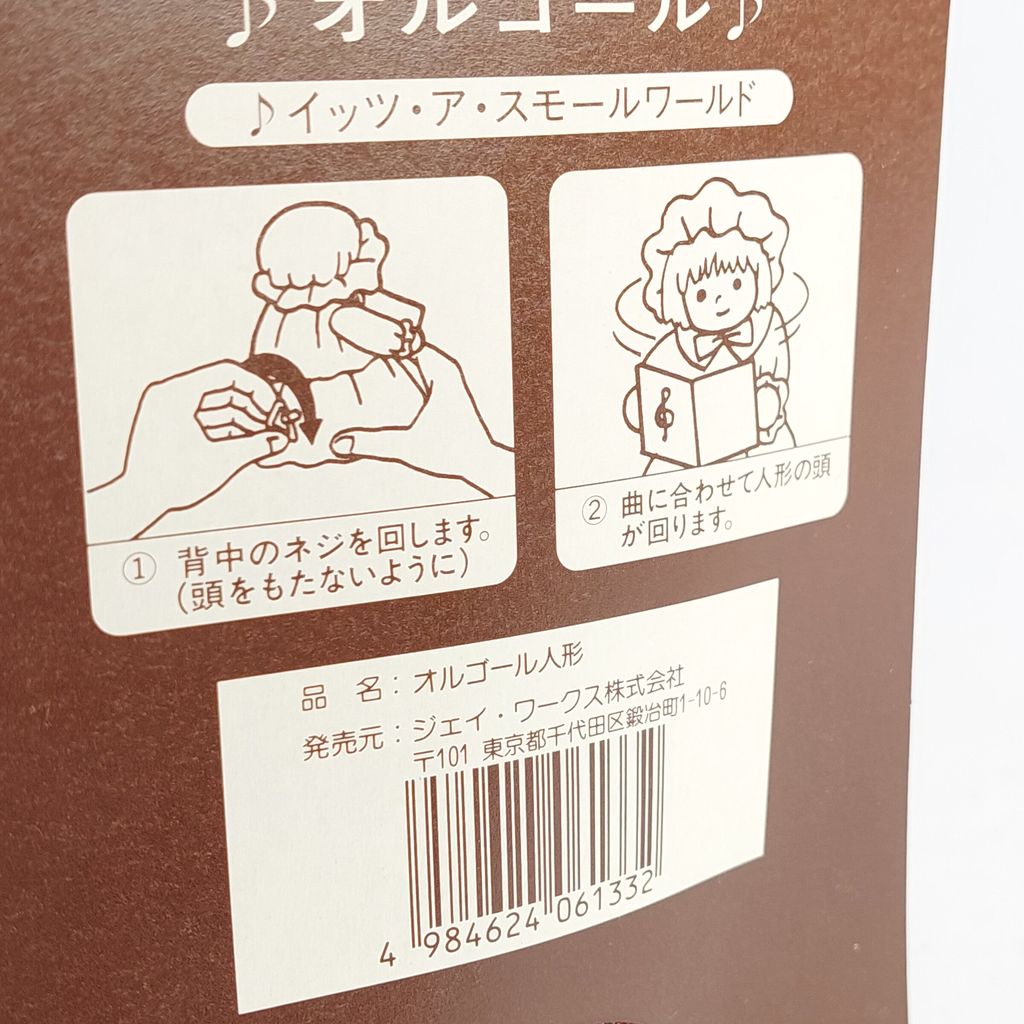 ♪オルゴール♪
♪イッツ・ア・スモールワールド
① 背中のネジを回します。
(頭をもたないように)
② 曲に合わせて人形の頭
が回ります。
品 名：オルゴール人形
発売元：ジェイ・ワークス株式会社
〒101 東京都千代田区鍛冶町1-10-6
4 984624 061332